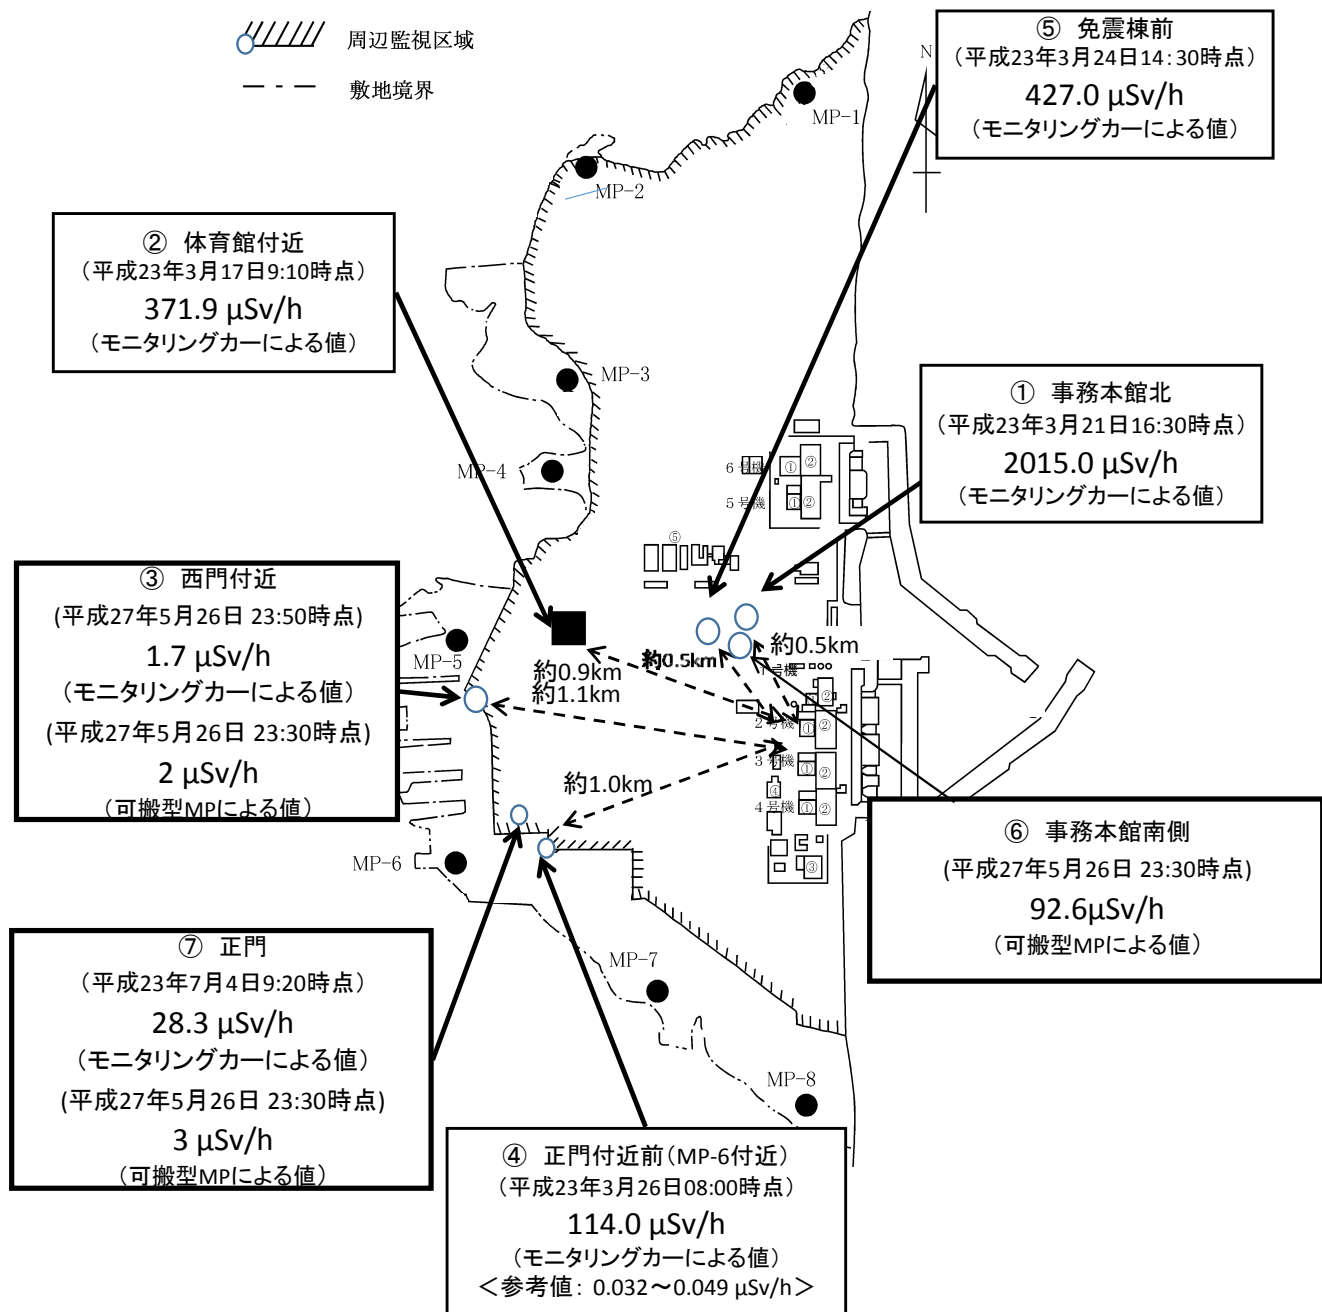 周辺監視区域
敷地境界
⑤ 免震棟前
（平成23年3月24日14：30時点）
427.0 μSv/h
（モニタリングカーによる値）
N
MP-1
MP-2
② 体育館付近
（平成23年3月17日9:10時点）
371.9 μSv/h
（モニタリングカーによる値）
MP-3
① 事務本館北
（平成23年3月21日16:30時点）
2015.0 μSv/h
（モニタリングカーによる値）
MP-4
6号機
① ②
5号機
① ②
⑤
③ 西門付近
(平成27年5月26日 23:50時点)
1.7 μSv/h
（モニタリングカーによる値）
(平成27年5月26日 23:30時点)
2 μSv/h
（可搬型MPによる値）
MP-5
約0.9km
約0.5km
約0.5km
約1.1km
1号機
②
2号機
① ②
3号機
① ②
④
4号機
① ②
③
約1.0km
MP-6
⑥ 事務本館南側
(平成27年5月26日 23:30時点)
92.6μSv/h
（可搬型MPによる値）
⑦ 正門
（平成23年7月4日9:20時点）
28.3 μSv/h
（モニタリングカーによる値）
(平成27年5月26日 23:30時点)
3 μSv/h
（可搬型MPによる値）
MP-7
MP-8
④ 正門付近前（MP-6付近）
（平成23年3月26日08:00時点）
114.0 μSv/h
（モニタリングカーによる値）
＜参考値：0.032～0.049 μSv/h＞